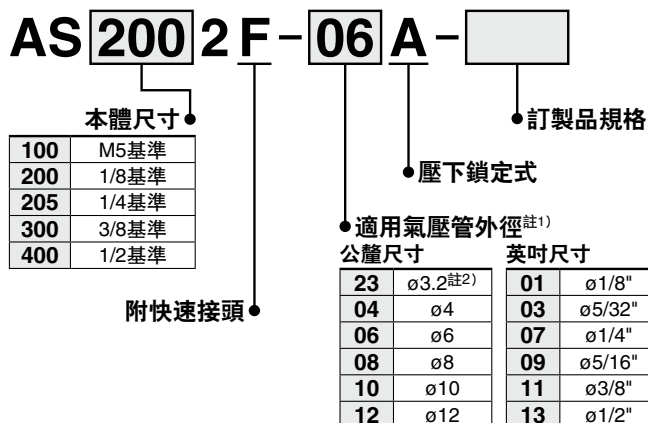 AS 200 2 F - 06 A -
本體尺寸
100 M5基準
200 1/8基準
205 1/4基準
300 3/8基準
400 1/2基準
附快速接頭
訂製品規格
壓下鎖定式
適用氣壓管外徑註1)
公釐尺寸
23 ø3.2註2)
04 ø4
06 ø6
08 ø8
10 ø10
12 ø12
英吋尺寸
01 ø1/8"
03 ø5/32"
07 ø1/4"
09 ø5/16"
11 ø3/8"
13 ø1/2"